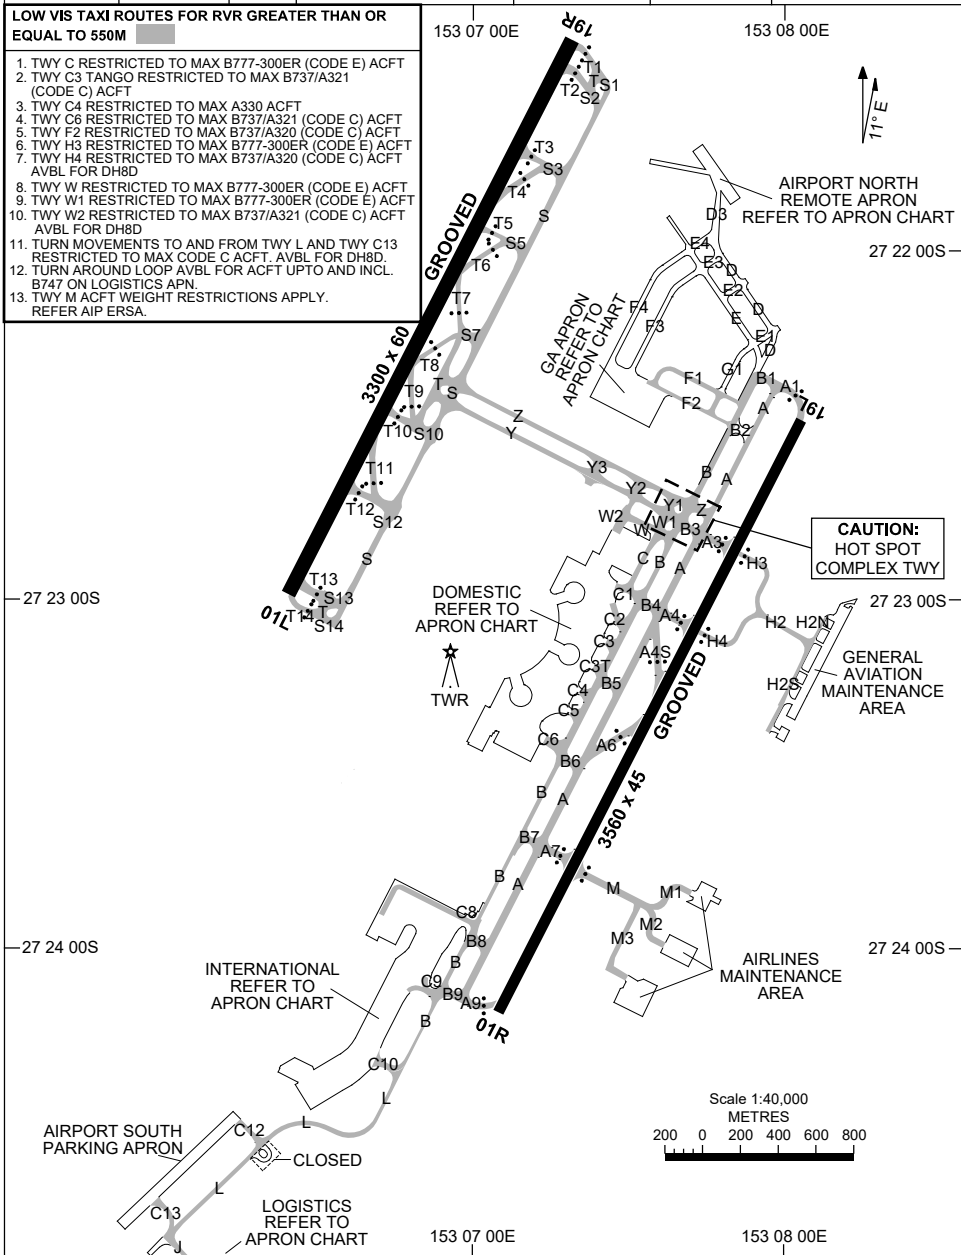 LOW VIS TAXI ROUTES FOR RVR GREATER THAN OR
EQUAL TO 550M
1. TWY C RESTRICTED TO MAX B777-300ER (CODE E) ACFT
2. TWY C3 TANGO RESTRICTED TO MAX B737/A321
(CODE C) ACFT
3. TWY C4 RESTRICTED TO MAX A330 ACFT
4. TWY C6 RESTRICTED TO MAX B737/A321 (CODE C) ACFT
5. TWY F2 RESTRICTED TO MAX B737/A320 (CODE C) ACFT
6. TWY H3 RESTRICTED TO MAX B777-300ER (CODE E) ACFT
7. TWY H4 RESTRICTED TO MAX B737/A320 (CODE C) ACFT
AVBL FOR DH8D
8. TWY W RESTRICTED TO MAX B777-300ER (CODE E) ACFT
9. TWY W1 RESTRICTED TO MAX B777-300ER (CODE E) ACFT
10. TWY W2 RESTRICTED TO MAX B737/A321 (CODE C) ACFT
AVBL FOR DH8D
11. TURN MOVEMENTS TO AND FROM TWY L AND TWY C13
RESTRICTED TO MAX CODE C ACFT. AVBL FOR DH8D.
12. TURN AROUND LOOP AVBL FOR ACFT UPTO AND INCL.
B747 ON LOGISTICS APN.
13. TWY M ACFT WEIGHT RESTRICTIONS APPLY.
REFER AIP ERSA.
153 07 00E
153 08 00E
19R
T1
T2
TS1
S2
T3
S3
T4
S
T5
S5
T6
T7
S7
GROOVED
3300 x 60
T8
T
S
T9
T10
S10
T11
T12
S12
S
T13
S13
T
T14
S14
01L
11° E
AIRPORT NORTH
REMOTE APRON
REFER TO APRON CHART
27 22 00S
D3
E4
E3
D
E2
D
E
E1
D
F4
F3
GA APRON
REFER TO
APRON CHART
G1
F1
F2
B1
A1
19L
A
B2
B
A
Z
Y
Y3
Y2
Y1
Z
W2
W1
W
B3
A3
CAUTION:
HOT SPOT
COMPLEX TWY
H3
C
B
A
27 23 00S
27 23 00S
DOMESTIC
REFER TO
APRON CHART
C1
B4
C2
A4
H4
H2
H2N
C3
A4S
C3T
B5
H2S
GENERAL
AVIATION
MAINTENANCE
AREA
TWR
C4
C5
C6
A6
B6
GROOVED
3560 x 45
B
A
B7
A7
B
A
M
M1
M2
M3
C8
B8
27 24 00S
27 24 00S
AIRLINES
MAINTENANCE
AREA
INTERNATIONAL
REFER TO
APRON CHART
B
C9
B9
A9
01R
B
C10
L
L
Scale 1:40,000
METRES
200 0 200 400 600 800
AIRPORT SOUTH
PARKING APRON
C12
CLOSED
L
C13
J
LOGISTICS
REFER TO
APRON CHART
153 07 00E
153 08 00E